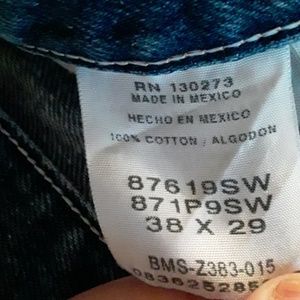 RN 130273
MADE IN MEXICO
HECHO EN MEXICO
100% COTTON / ALGODON
87619SW
871P9SW
38 X 29
BMS-Z383-015